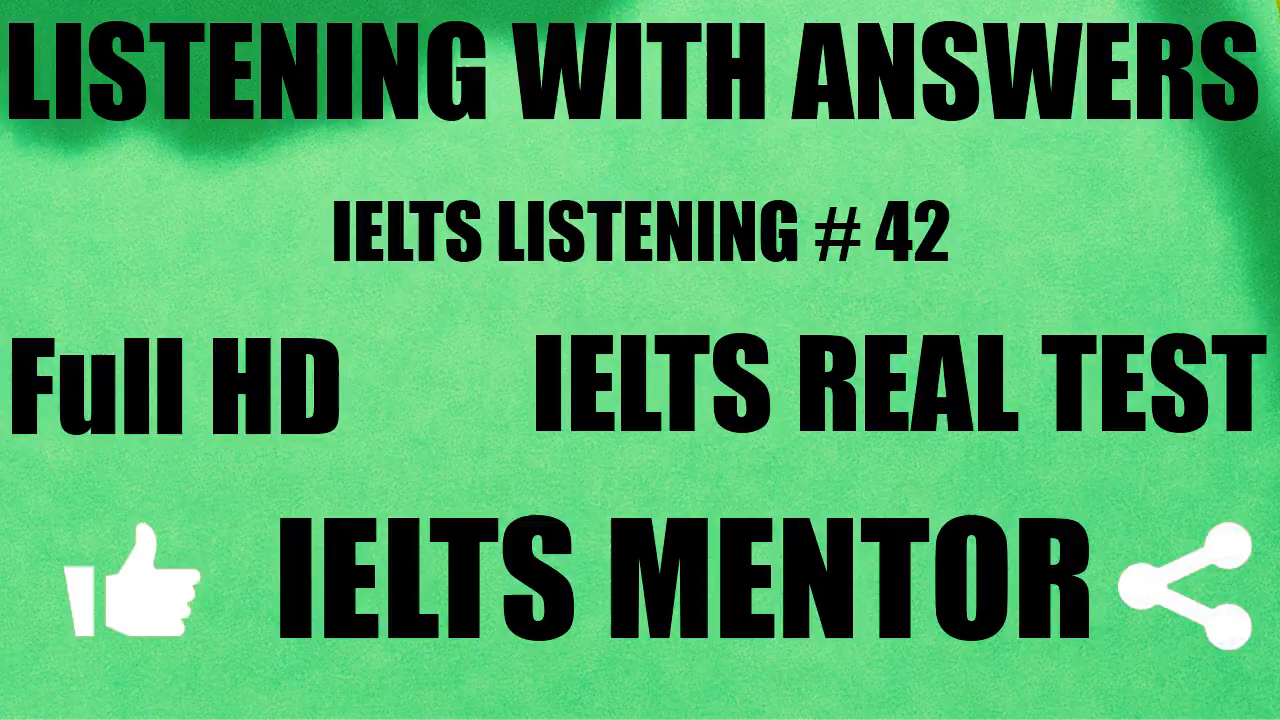 LISTENING WITH ANSWERS
IELTS LISTENING # 42
Full HD
IELTS REAL TEST
IELTS MENTOR